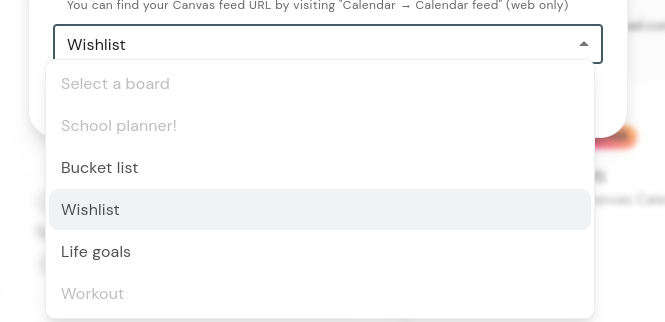 You can find your Canvas feed URL by visiting "Calendar → Calendar feed" (web only)
Wishlist
Select a board
School planner!
Bucket list
Wishlist
Life goals
Workout